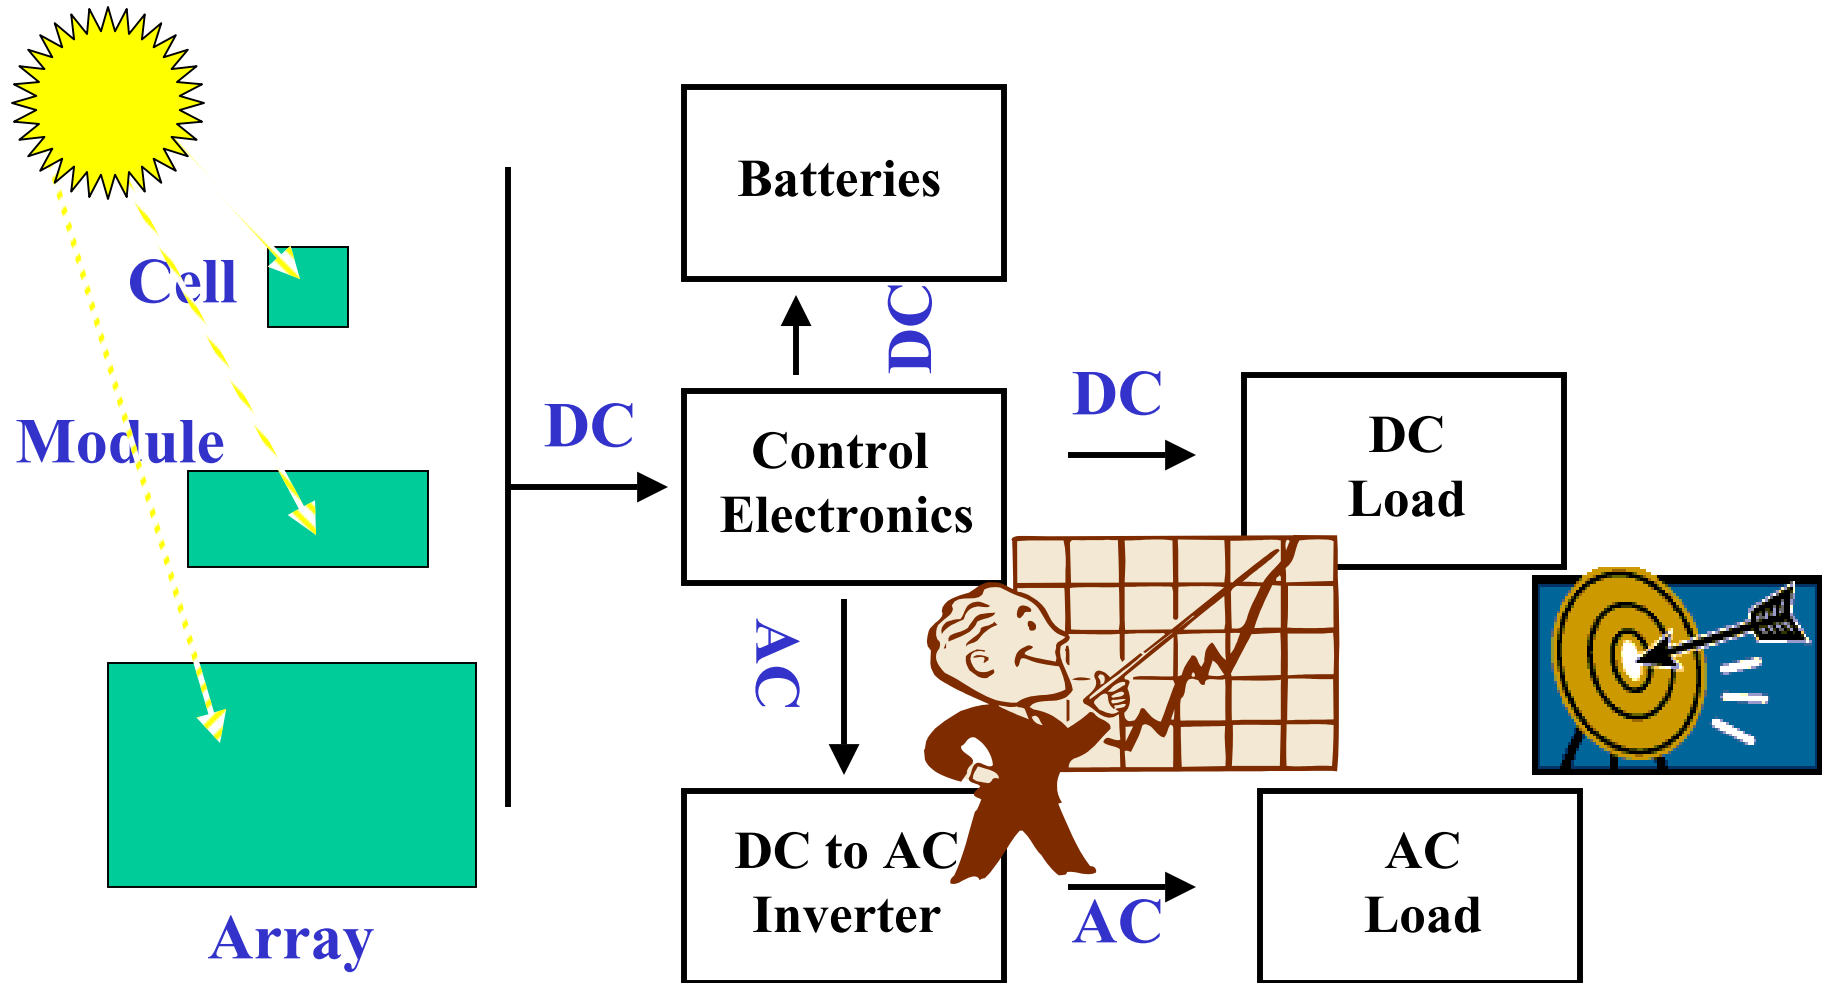 Batteries
Cell
DC
Module
DC
DC
Control
Electronics
DC
Load
AC
DC to AC
Inverter
AC
AC
Load
Array